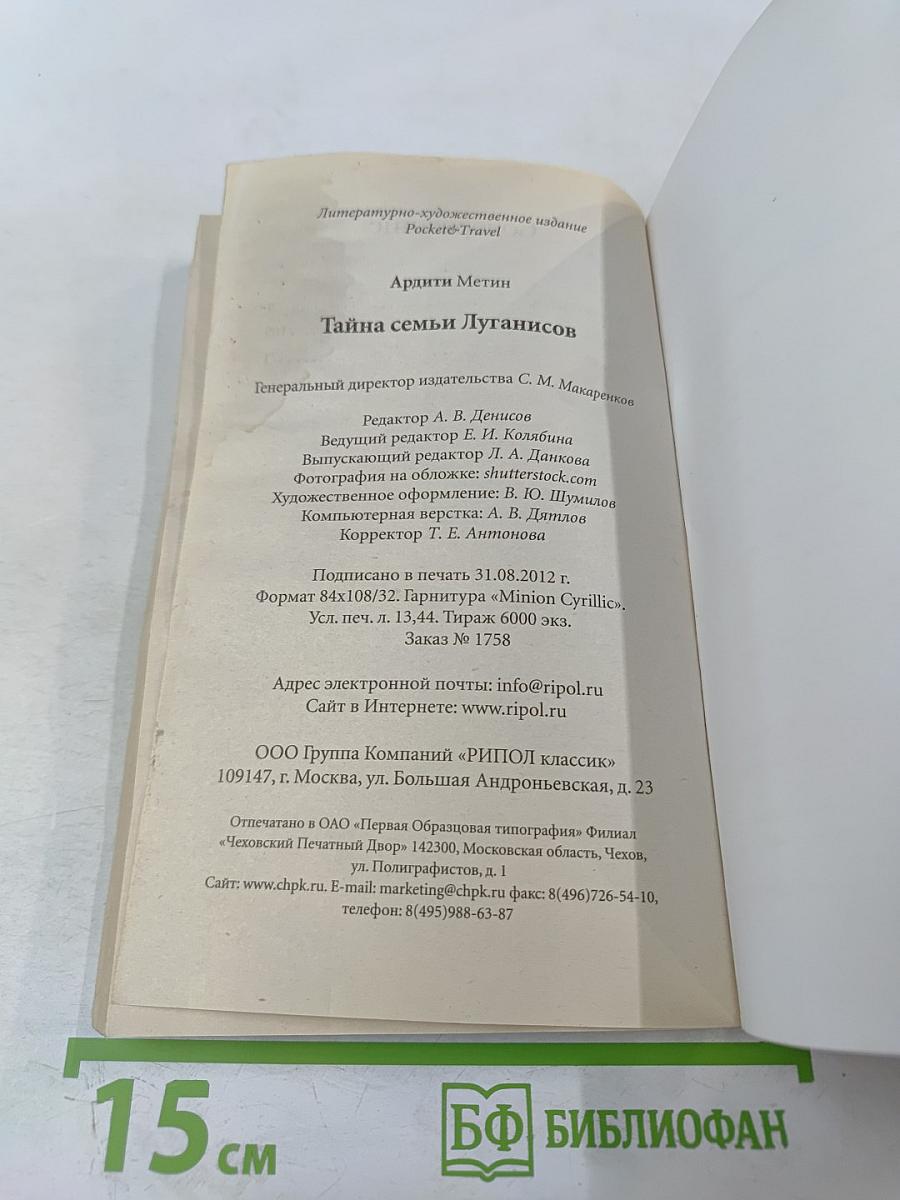 Литературно-художественное издание
Pocket&Travel
Ардити Метин
Тайна семьи Луганисов
Генеральный директор издательства С. М. Макаренков
Редактор А. В. Денисов
Ведущий редактор Е. И. Колябина
Выпускающий редактор Л. А. Данкова
Фотография на обложке: shutterstock.com
Художественное оформление: В. Ю. Шумилов
Компьютерная верстка: А. В. Дятлов
Корректор Т. Е. Антонова
Подписано в печать 31.08.2012 г.
Формат 84х108/32. Гарнитура «Minion Cyrillic».
Усл. печ. л. 13,44. Тираж 6000 экз.
Заказ № 1758
Адрес электронной почты: info@ripol.ru
Сайт в Интернете: www.ripol.ru
ООО Группа Компаний «РИПОЛ классик»
109147, г. Москва, ул. Большая Андроньевская, д. 23
Отпечатано в ОАО «Первая Образцовая типография» Филиал
«Чеховский Печатный Двор» 142300, Московская область, Чехов,
ул. Полиграфистов, д. 1
Сайт: www.chpk.ru. E-mail: marketing@chpk.ru факс: 8(496)726-54-10,
телефон: 8(495)988-63-87
15 см
БФ БИБЛИОФАН